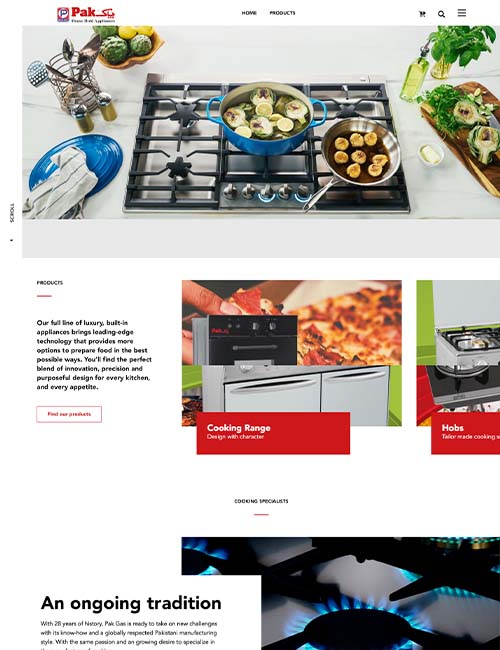 Pak پاک
House Hold Appliances
HOME PRODUCTS
SCROLL
PRODUCTS
Our full line of luxury, built-in
appliances brings leading-edge
technology that provides more
options to prepare food in the best
possible ways. You'll find the perfect
blend of innovation, precision and
purposeful design for every kitchen,
and every appetite.
Find our products
Cooking Range
Design with character
Hobs
Tailor made cooking s
COOKING SPECIALISTS
An ongoing tradition
With 28 years of history, Pak Gas is ready to take on new challenges
with its know-how and a globally respected Pakistani manufacturing
style. With the same passion and an growing desire to specialize in